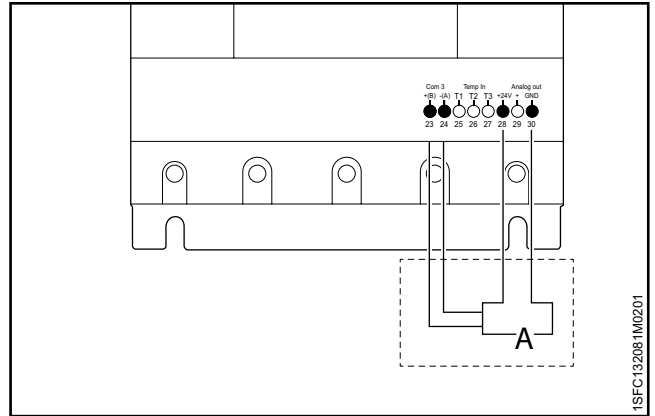 Com 3 Temp In Analog out
+(B) -(A) T1 T2 T3 +24V + GND
23 24 25 26 27 28 29 30
A
1SFC132081M0201